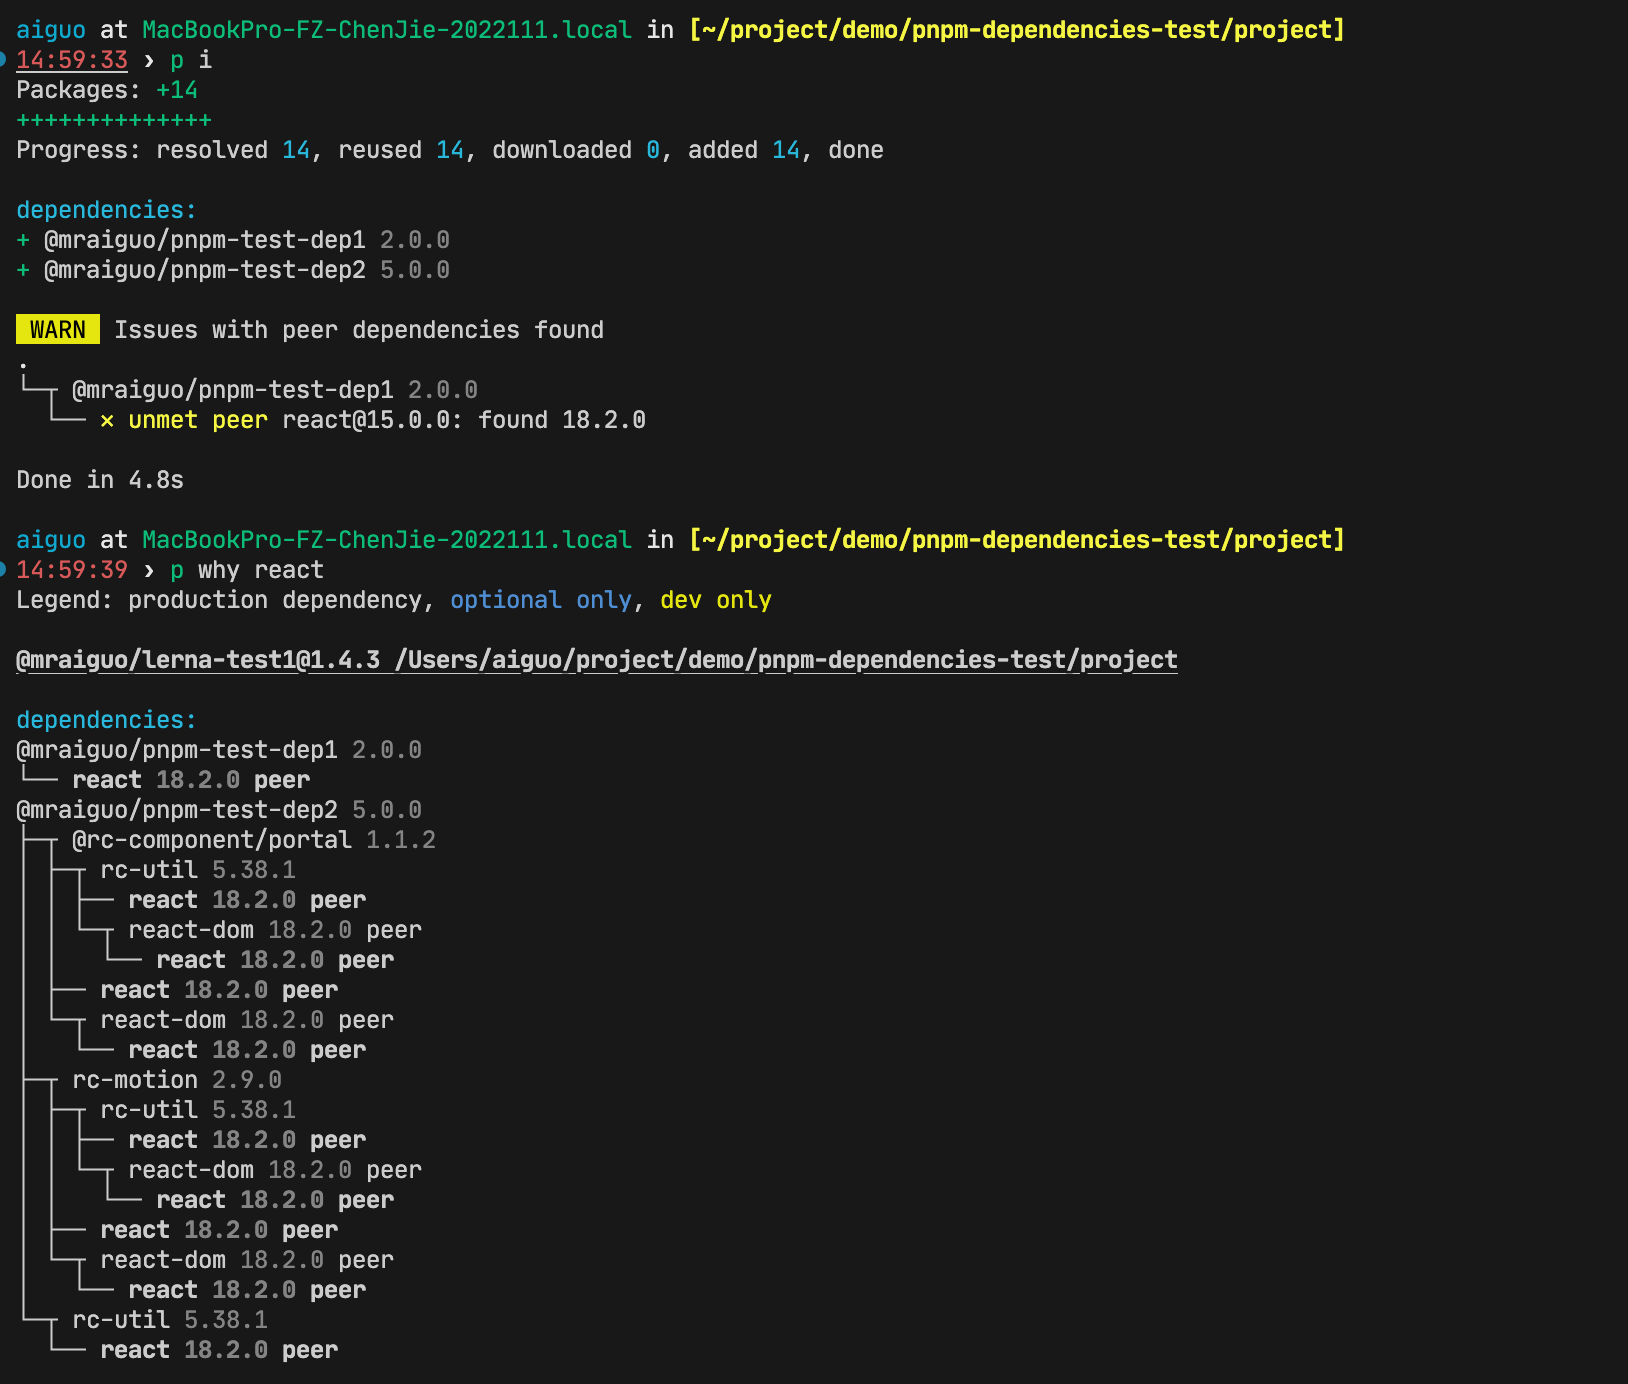 aiguo at MacBookPro-FZ-ChenJie-2022111.local in [~/project/demo/pnpm-dependencies-test/project]
14:59:33 › p i
Packages: +14
++++++++++++++
Progress: resolved 14, reused 14, downloaded 0, added 14, done
dependencies:
+ @mraiguo/pnpm-test-dep1 2.0.0
+ @mraiguo/pnpm-test-dep2 5.0.0
WARN Issues with peer dependencies found
.
└─┬ @mraiguo/pnpm-test-dep1 2.0.0
  └── ✕ unmet peer react@15.0.0: found 18.2.0
Done in 4.8s
aiguo at MacBookPro-FZ-ChenJie-2022111.local in [~/project/demo/pnpm-dependencies-test/project]
14:59:39 › p why react
Legend: production dependency, optional only, dev only
@mraiguo/lerna-test1@1.4.3 /Users/aiguo/project/demo/pnpm-dependencies-test/project
dependencies:
@mraiguo/pnpm-test-dep1 2.0.0
└── react 18.2.0 peer
@mraiguo/pnpm-test-dep2 5.0.0
├─┬ @rc-component/portal 1.1.2
│ ├─┬ rc-util 5.38.1
│ │ ├── react 18.2.0 peer
│ │ └─┬ react-dom 18.2.0 peer
│ │   └── react 18.2.0 peer
│ ├── react 18.2.0 peer
│ └─┬ react-dom 18.2.0 peer
│   └── react 18.2.0 peer
├─┬ rc-motion 2.9.0
│ ├─┬ rc-util 5.38.1
│ │ ├── react 18.2.0 peer
│ │ └─┬ react-dom 18.2.0 peer
│ │   └── react 18.2.0 peer
│ ├── react 18.2.0 peer
│ └─┬ react-dom 18.2.0 peer
│   └── react 18.2.0 peer
└─┬ rc-util 5.38.1
  └── react 18.2.0 peer